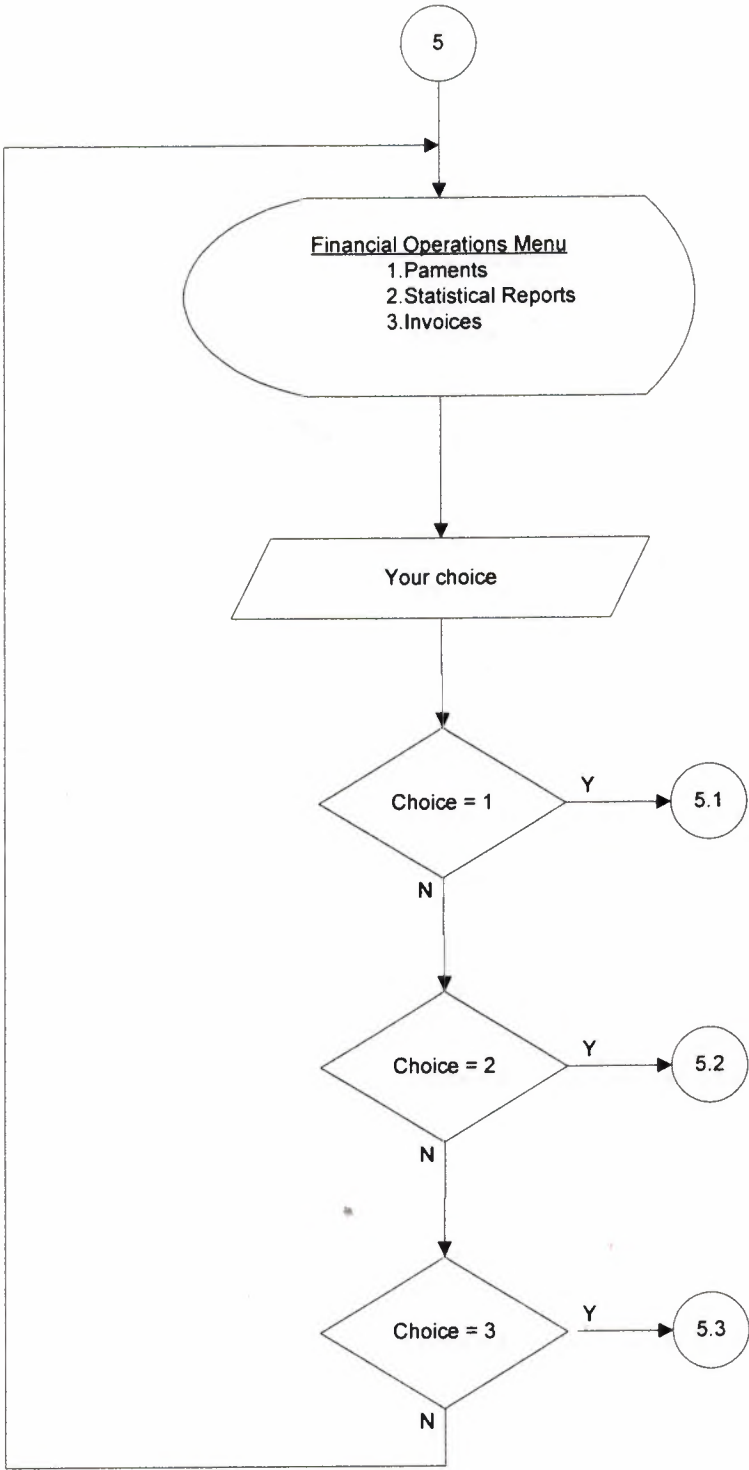 5
Financial Operations Menu
1.Paments
2.Statistical Reports
3.Invoices
Your choice
Choice = 1
Y
5.1
N
Choice = 2
Y
5.2
N
Choice = 3
Y
5.3
N